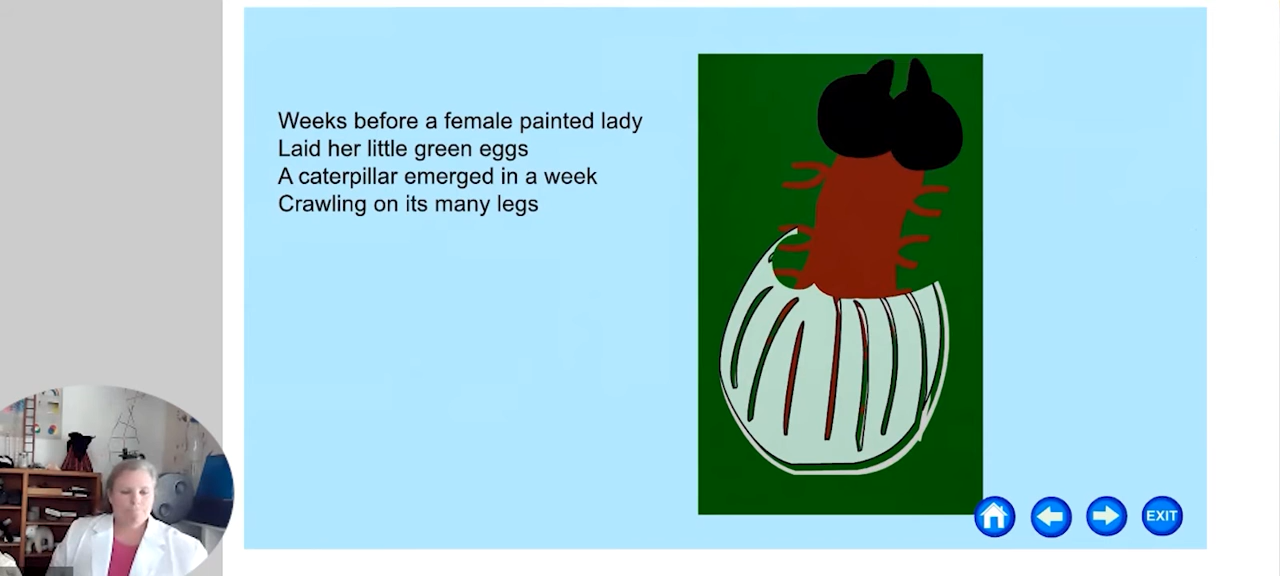 Weeks before a female painted lady
Laid her little green eggs
A caterpillar emerged in a week
Crawling on its many legs
EXIT